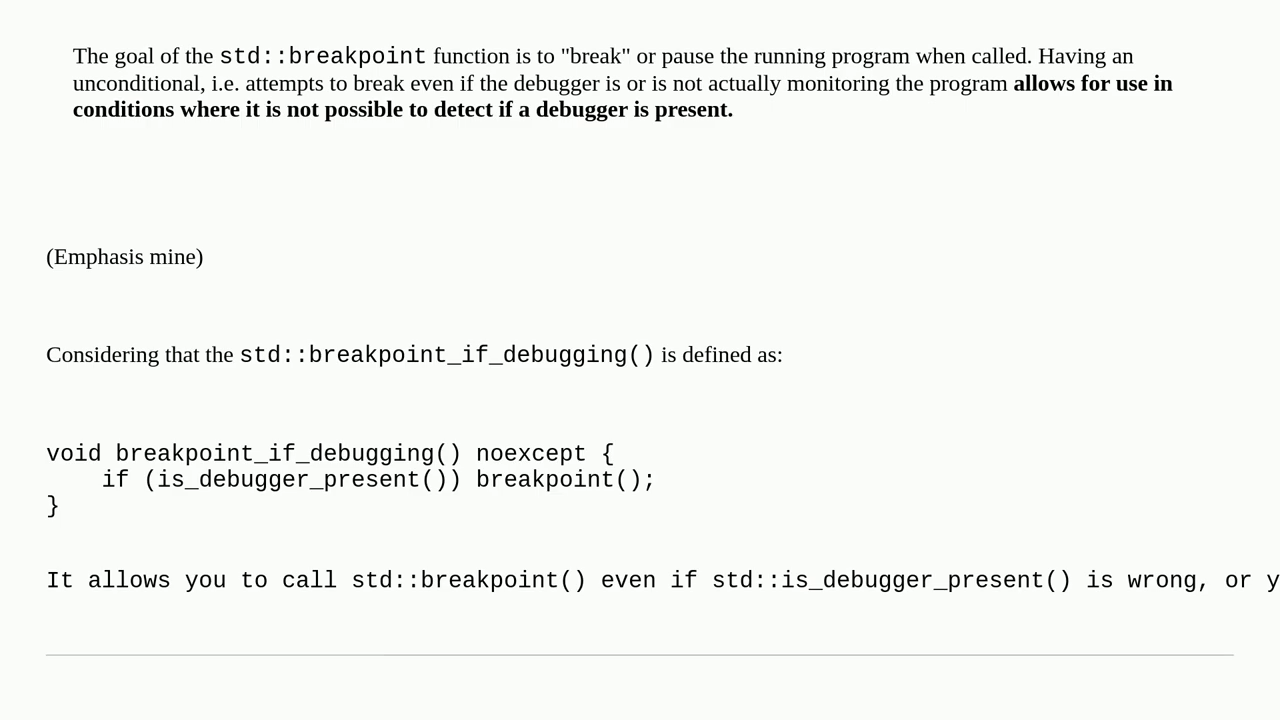 The goal of the std::breakpoint function is to "break" or pause the running program when called. Having an
unconditional, i.e. attempts to break even if the debugger is or is not actually monitoring the program allows for use in
conditions where it is not possible to detect if a debugger is present.
(Emphasis mine)
Considering that the std::breakpoint_if_debugging() is defined as:
void breakpoint_if_debugging() noexcept {
    if (is_debugger_present()) breakpoint();
}
It allows you to call std::breakpoint() even if std::is_debugger_present() is wrong, or